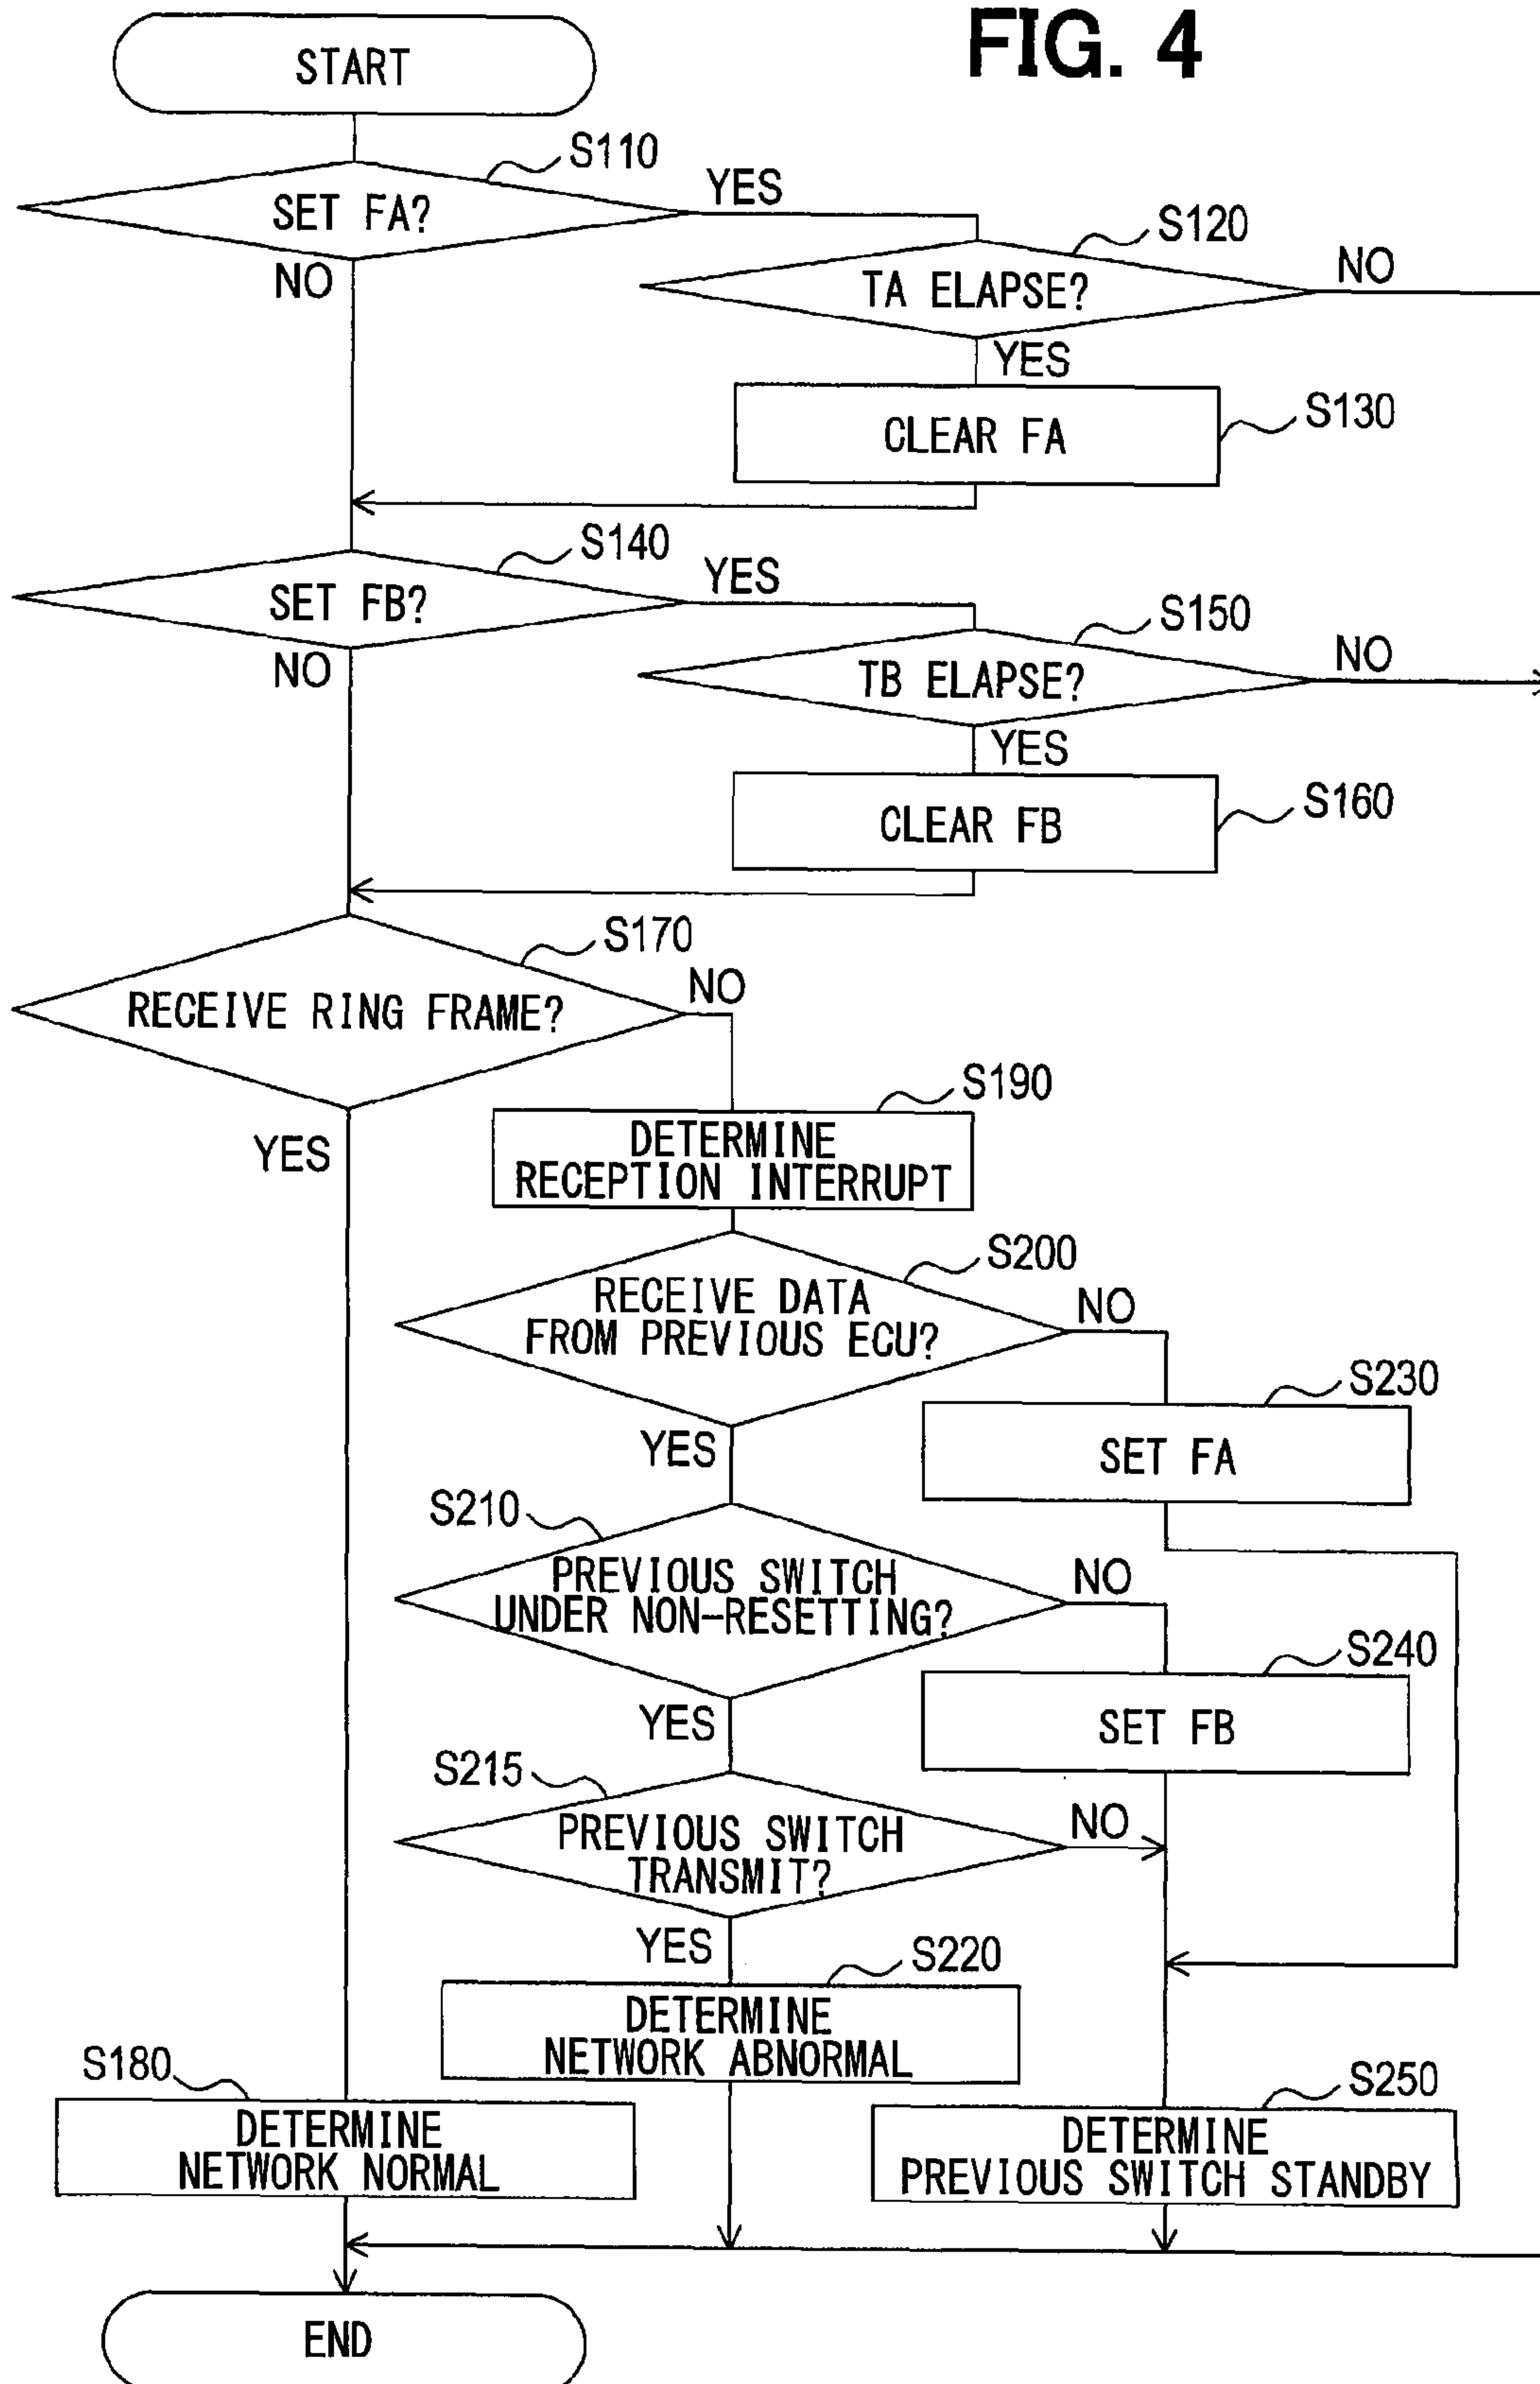 FIG. 4
START
S110
SET FA?
YES
NO
S120
TA ELAPSE?
NO
YES
S130
CLEAR FA
S140
SET FB?
YES
NO
S150
TB ELAPSE?
NO
YES
S160
CLEAR FB
S170
RECEIVE RING FRAME?
NO
YES
S190
DETERMINE
RECEPTION INTERRUPT
S200
RECEIVE DATA
FROM PREVIOUS ECU?
NO
YES
S230
SET FA
S210
PREVIOUS SWITCH
UNDER NON-RESETTING?
NO
YES
S240
SET FB
S215
PREVIOUS SWITCH
TRANSMIT?
NO
YES
S220
DETERMINE
NETWORK ABNORMAL
S180
DETERMINE
NETWORK NORMAL
S250
DETERMINE
PREVIOUS SWITCH STANDBY
END